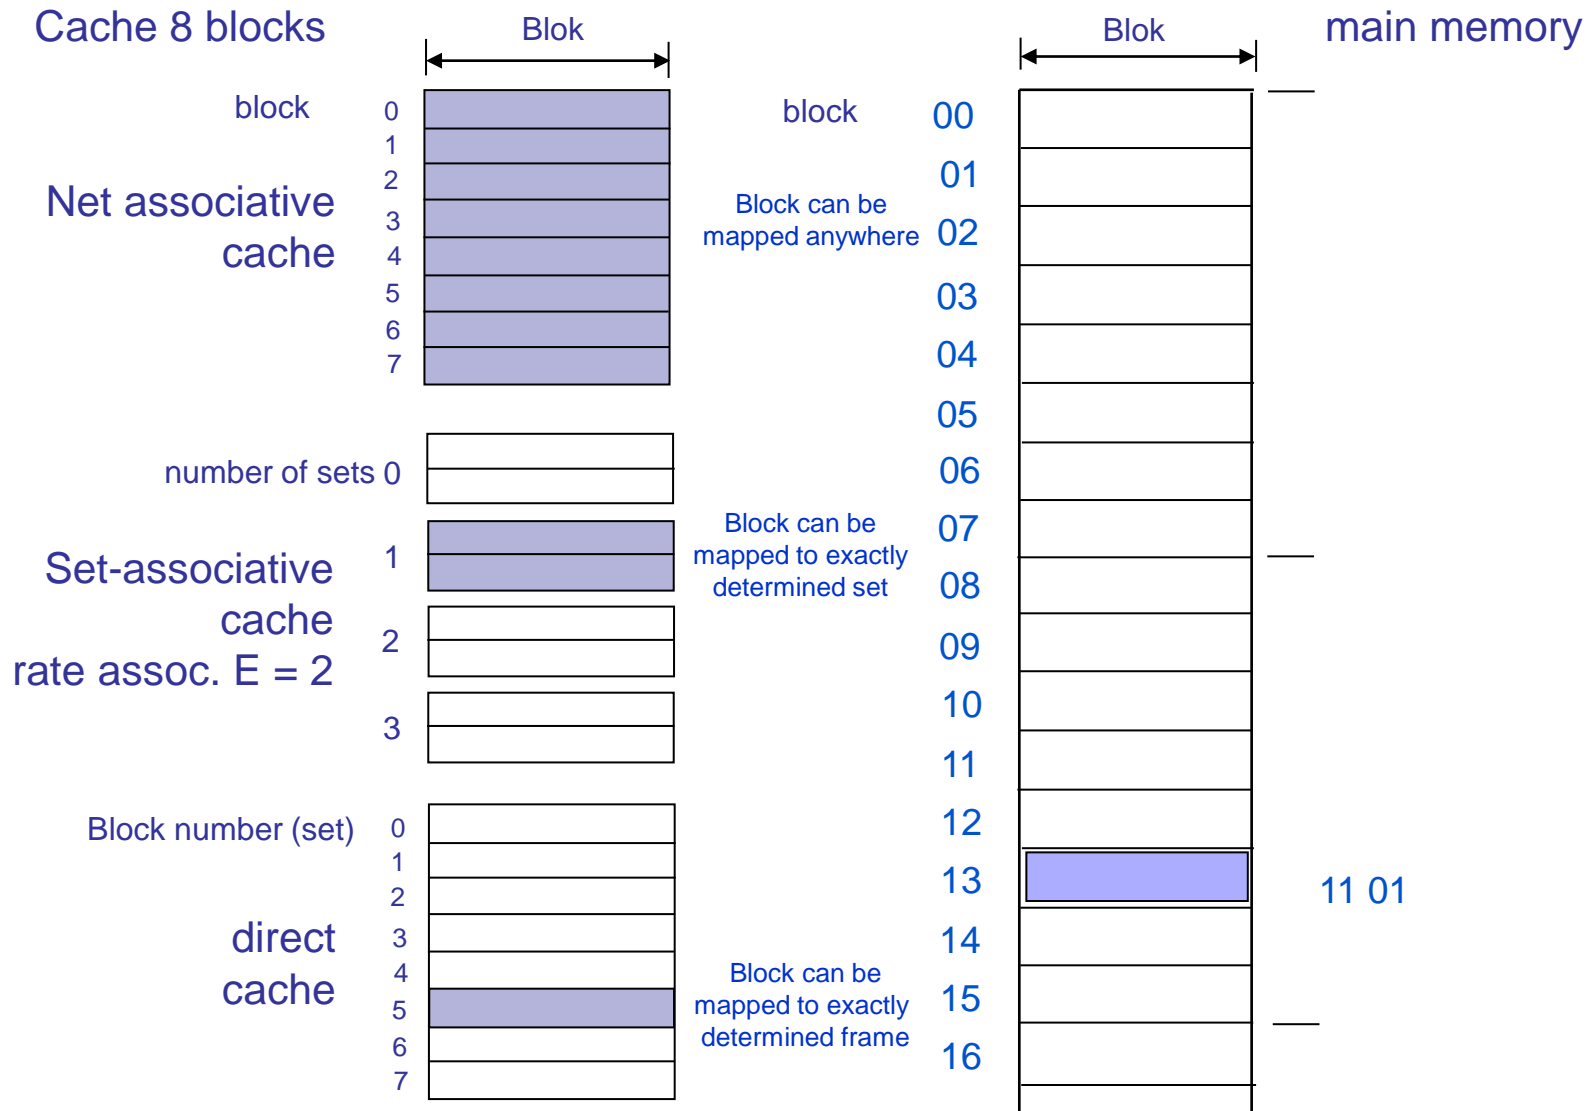 Cache 8 blocks
Blok
Blok
main memory
block
0
1
2
3
4
5
6
7
Net associative
cache
block
Block can be
mapped anywhere
number of sets 0
1
2
3
Set-associative
cache
rate assoc. E = 2
Block can be
mapped to exactly
determined set
Block number (set)
0
1
2
3
4
5
6
7
direct
cache
Block can be
mapped to exactly
determined frame
00
01
02
03
04
05
06
07
08
09
10
11
12
13
14
15
16
11 01